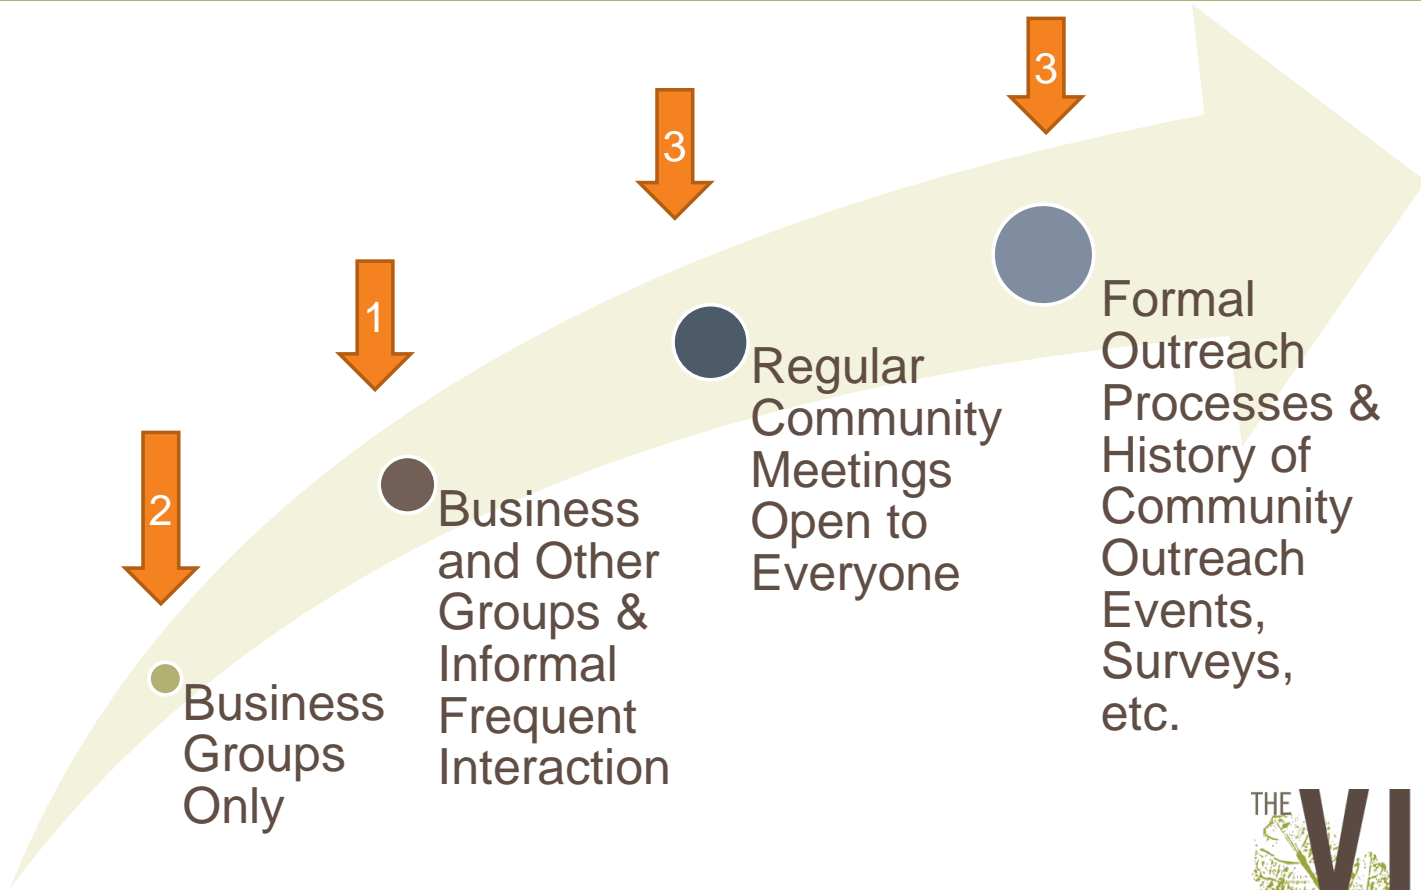 2
Business
Groups
Only
1
Business
and Other
Groups &
Informal
Frequent
Interaction
3
Regular
Community
Meetings
Open to
Everyone
3
Formal
Outreach
Processes &
History of
Community
Outreach
Events,
Surveys,
etc.
THE VI